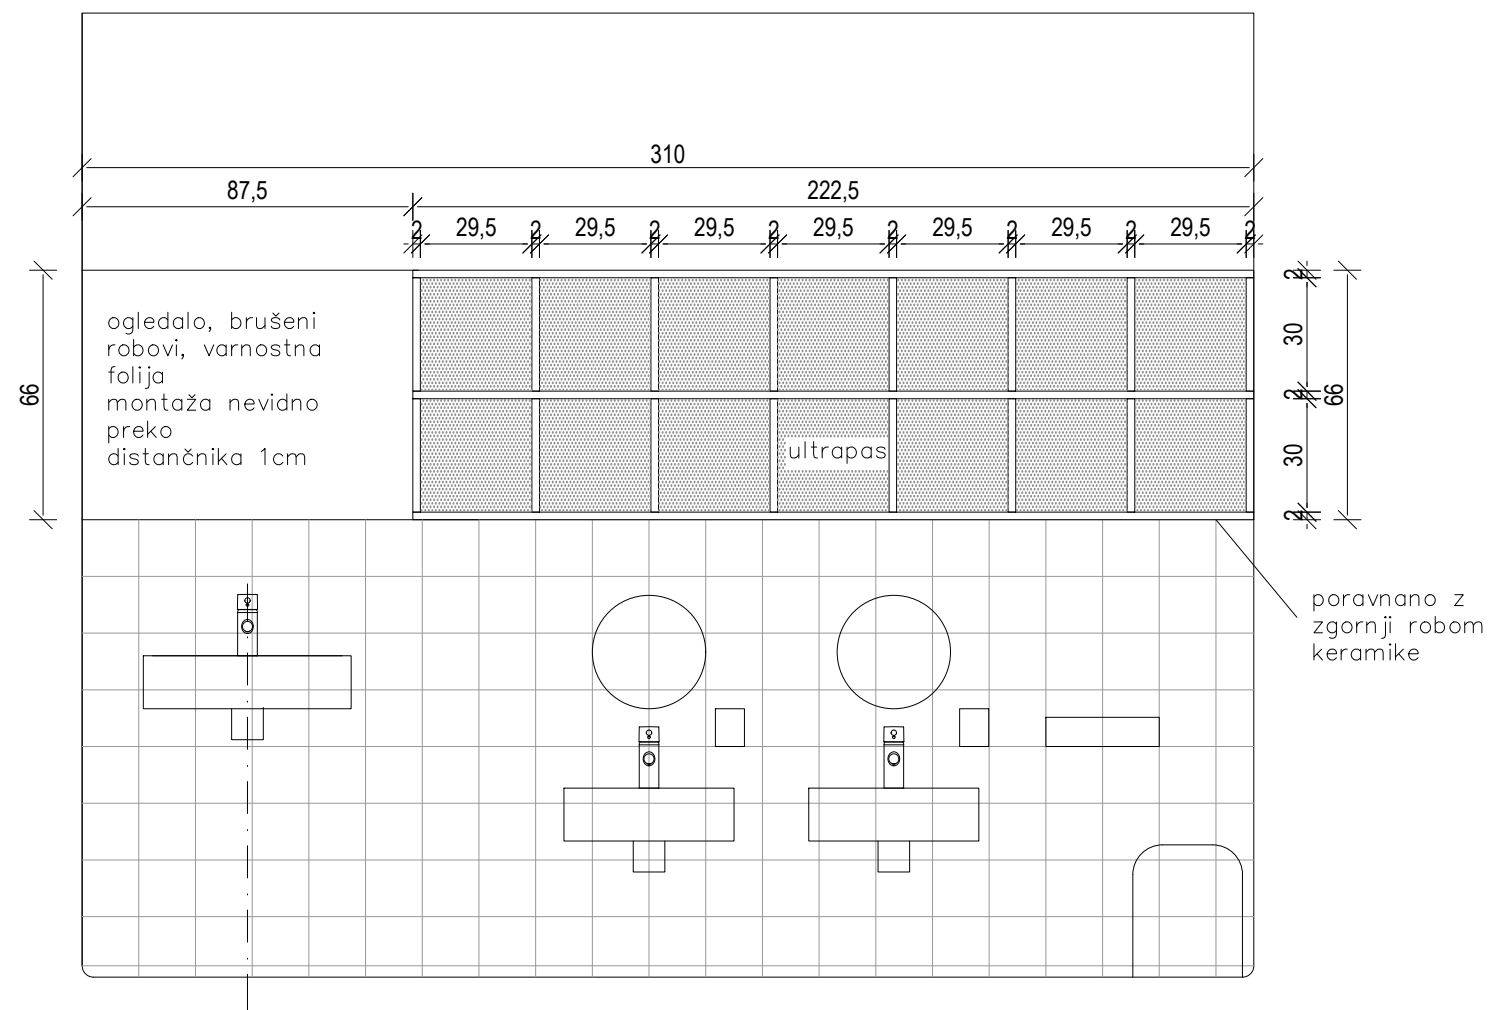 310
87,5
222,5
2 29,5 2 29,5 2 29,5 2 29,5 2 29,5 2 29,5 2 29,5 2
2
30
2
30
2
66
66
ogledalo, brušeni
robovi, varnostna
folija
montaža nevidno
preko
distančnika 1cm
ultrapas
poravnano z
zgornji robom
keramike